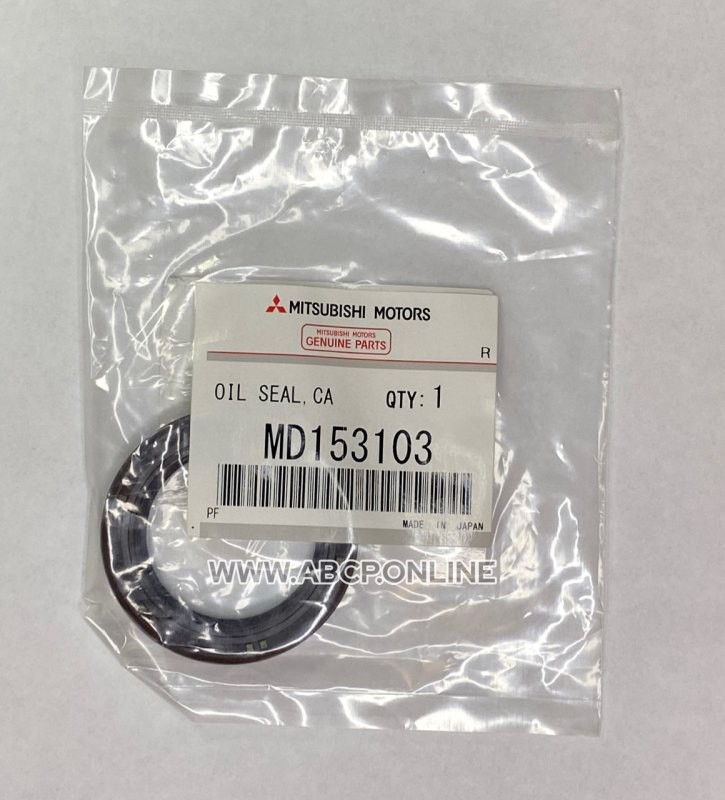 MITSUBISHI MOTORS
MITSUBISHI MOTORS
GENUINE PARTS
R
OIL SEAL,CA QTY: 1
MD153103
PF
MADE IN JAPAN
WWW.ABCP.ONLINE